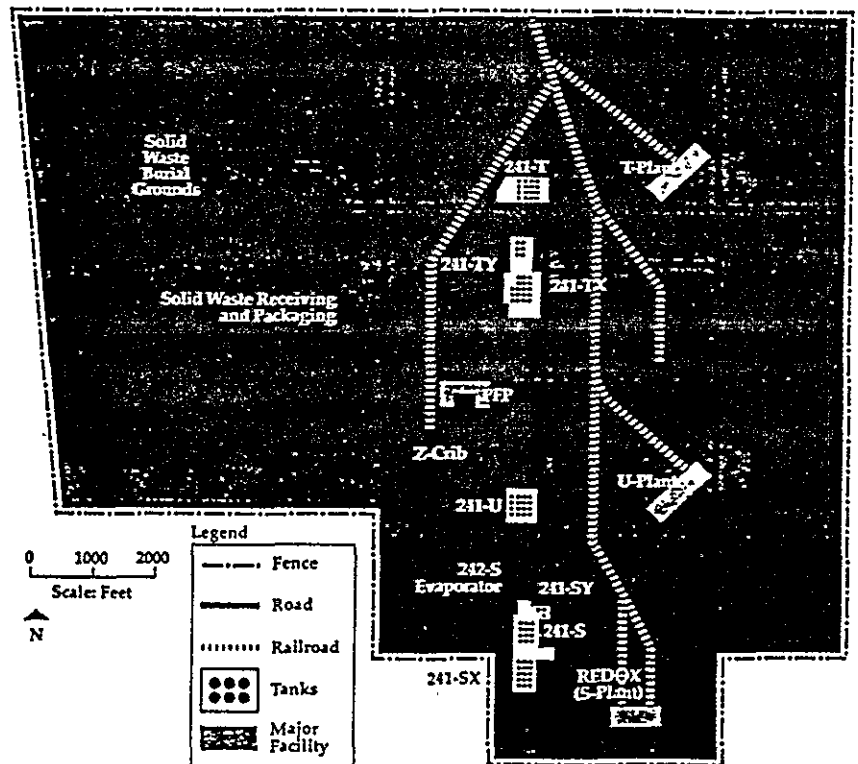 Solid
Waste
Burial
Grounds
241-T
T-Plant
241-TY
241-TX
Solid Waste Receiving
and Packaging
PFP
Z-Crib
U-Plant
241-U
242-S
Evaporator
241-SY
241-S
241-SX
REDOX
(S-Plant)
0 1000 2000
Scale: Feet
N
Legend
Fence
Road
Railroad
Tanks
Major
Facility